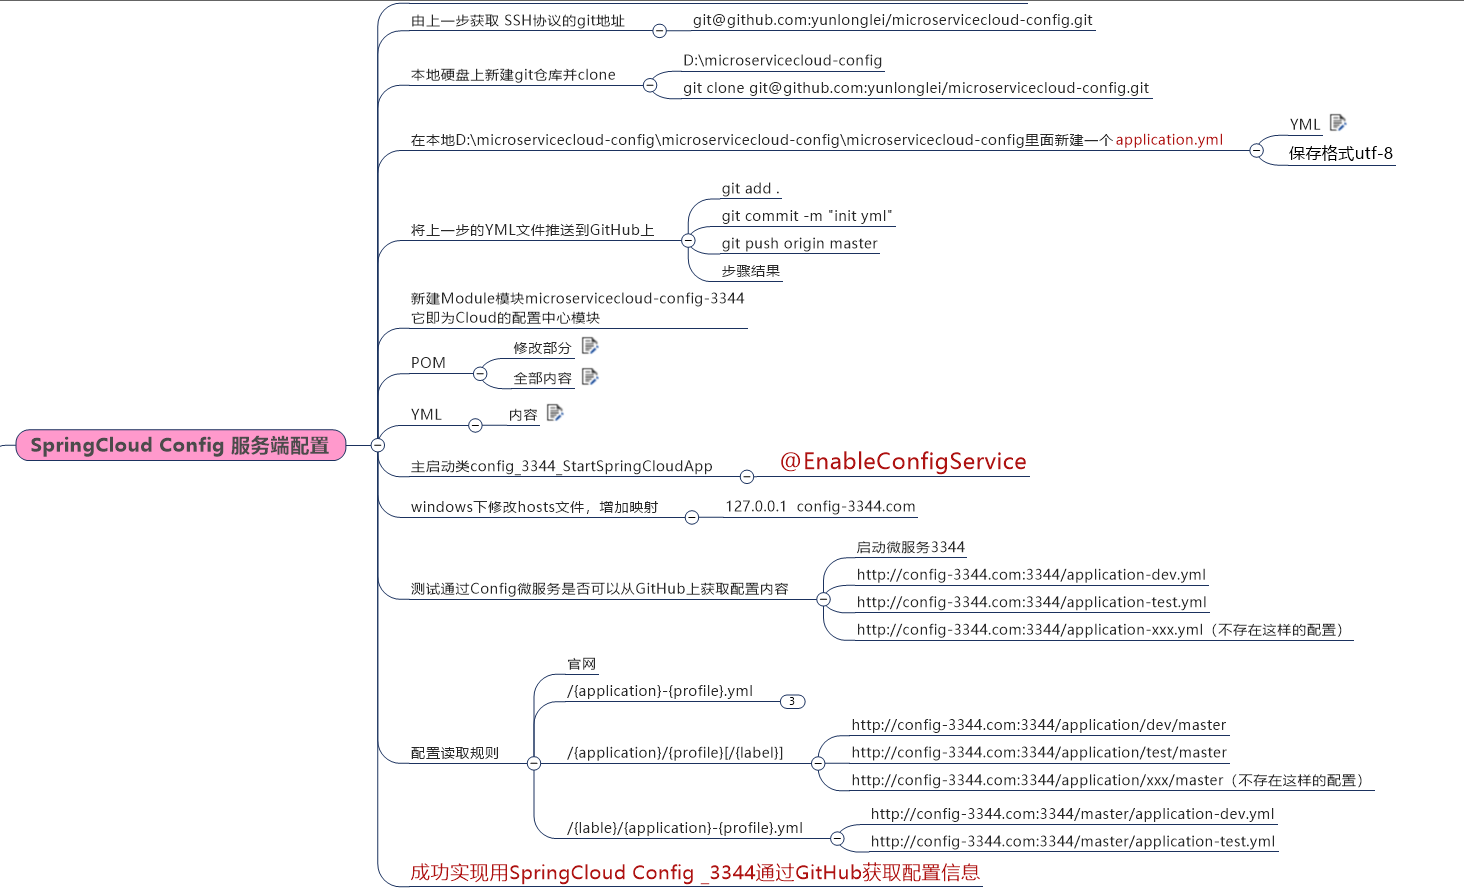 由上一步获取 SSH协议的git地址
git@github.com:yunlonglei/microservicecloud-config.git
本地硬盘上新建git仓库并clone
D:\microservicecloud-config
git clone git@github.com:yunlonglei/microservicecloud-config.git
在本地D:\microservicecloud-config\microservicecloud-config\microservicecloud-config里面新建一个application.yml
YML
保存格式utf-8
将上一步的YML文件推送到GitHub上
git add .
git commit -m "init yml"
git push origin master
步骤结果
新建Module模块microservicecloud-config-3344
它即为Cloud的配置中心模块
POM
修改部分
全部内容
YML
内容
SpringCloud Config 服务端配置
主启动类config_3344_StartSpringCloudApp
@EnableConfigService
windows下修改hosts文件，增加映射
127.0.0.1  config-3344.com
测试通过Config微服务是否可以从GitHub上获取配置内容
启动微服务3344
http://config-3344.com:3344/application-dev.yml
http://config-3344.com:3344/application-test.yml
http://config-3344.com:3344/application-xxx.yml（不存在这样的配置）
配置读取规则
官网
/{application}-{profile}.yml
3
/{application}/{profile}[/{label}]
http://config-3344.com:3344/application/dev/master
http://config-3344.com:3344/application/test/master
http://config-3344.com:3344/application/xxx/master（不存在这样的配置）
/{lable}/{application}-{profile}.yml
http://config-3344.com:3344/master/application-dev.yml
http://config-3344.com:3344/master/application-test.yml
成功实现用SpringCloud Config _3344通过GitHub获取配置信息